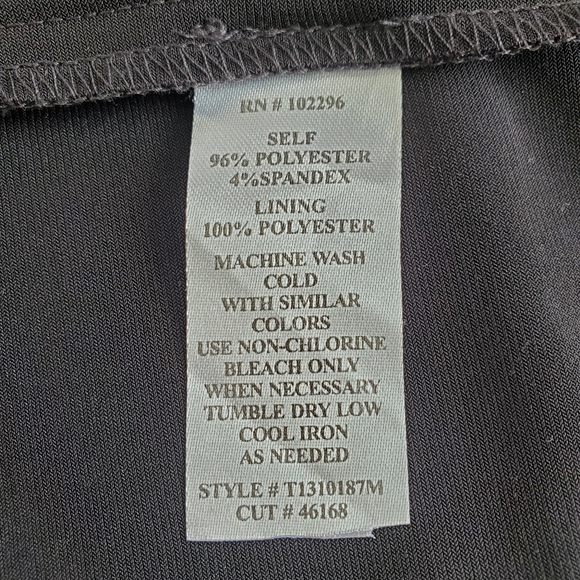 RN # 102296
SELF
96% POLYESTER
4%SPANDEX
LINING
100% POLYESTER
MACHINE WASH
COLD
WITH SIMILAR
COLORS
USE NON-CHLORINE
BLEACH ONLY
WHEN NECESSARY
TUMBLE DRY LOW
COOL IRON
AS NEEDED
STYLE # T1310187M
CUT # 46168